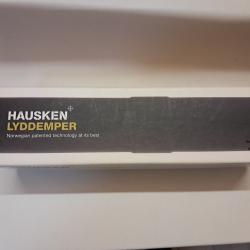 HAUSKEN
LYDDEMPER
Norwegian patented technology at its best